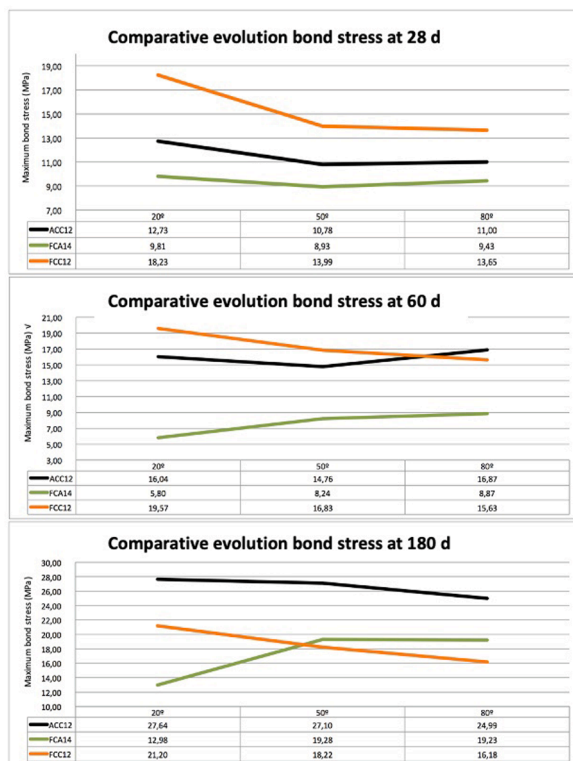 Comparative evolution bond stress at 28 d
Maximum bond stress (MPa)
19,00
17,00
15,00
13,00
11,00
9,00
7,00
20º 50º 80º
ACC12 12,73 10,78 11,00
FCA14 9,81 8,93 9,43
FCC12 18,23 13,99 13,65
Comparative evolution bond stress at 60 d
Maximum bond stress (MPa) √
21,00
19,00
17,00
15,00
13,00
11,00
9,00
7,00
5,00
3,00
20º 50º 80º
ACC12 16,04 14,76 16,87
FCA14 5,80 8,24 8,87
FCC12 19,57 16,83 15,63
Comparative evolution bond stress at 180 d
Maximum bond stress (MPa)
30,00
28,00
26,00
24,00
22,00
20,00
18,00
16,00
14,00
12,00
10,00
20º 50º 80º
ACC12 27,64 27,10 24,99
FCA14 12,98 19,28 19,23
FCC12 21,20 18,22 16,18